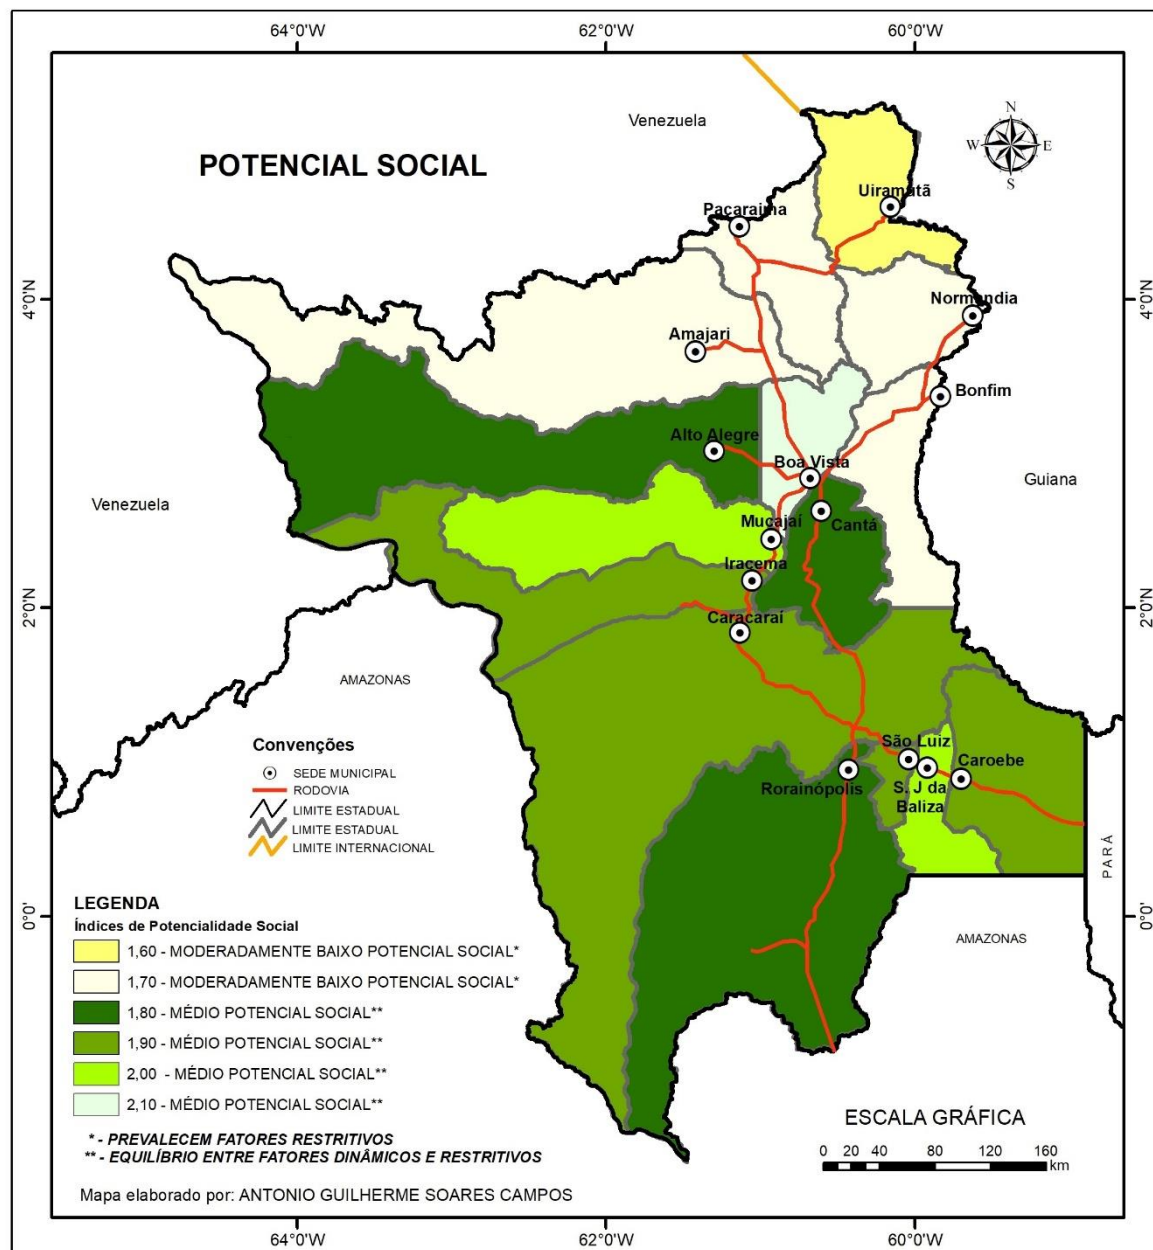 64°0'W 62°0'W 60°0'W
Venezuela
N
W E
S
POTENCIAL SOCIAL
Uiramutã
Pacaraima
4°0'N 4°0'N
Normandia
Amajari
Bonfim
Alto Alegre
Boa Vista
Guiana
Venezuela
Mucajaí
Cantá
Iracema
2°0'N 2°0'N
Caracaraí
AMAZONAS
São Luiz
Caroebe
Rorainópolis
S. J da
Baliza
Convenções
SEDE MUNICIPAL
RODOVIA
LIMITE ESTADUAL
LIMITE ESTADUAL
LIMITE INTERNACIONAL
PARÁ
0°0' 0°0'
AMAZONAS
LEGENDA
Índices de Potencialidade Social
1,60 - MODERADAMENTE BAIXO POTENCIAL SOCIAL*
1,70 - MODERADAMENTE BAIXO POTENCIAL SOCIAL*
1,80 - MÉDIO POTENCIAL SOCIAL**
1,90 - MÉDIO POTENCIAL SOCIAL**
2,00 - MÉDIO POTENCIAL SOCIAL**
2,10 - MÉDIO POTENCIAL SOCIAL**
* - PREVALECEM FATORES RESTRITIVOS
** - EQUILÍBRIO ENTRE FATORES DINÂMICOS E RESTRITIVOS
Mapa elaborado por: ANTONIO GUILHERME SOARES CAMPOS
ESCALA GRÁFICA
0 20 40 80 120 160
km
64°0'W 62°0'W 60°0'W